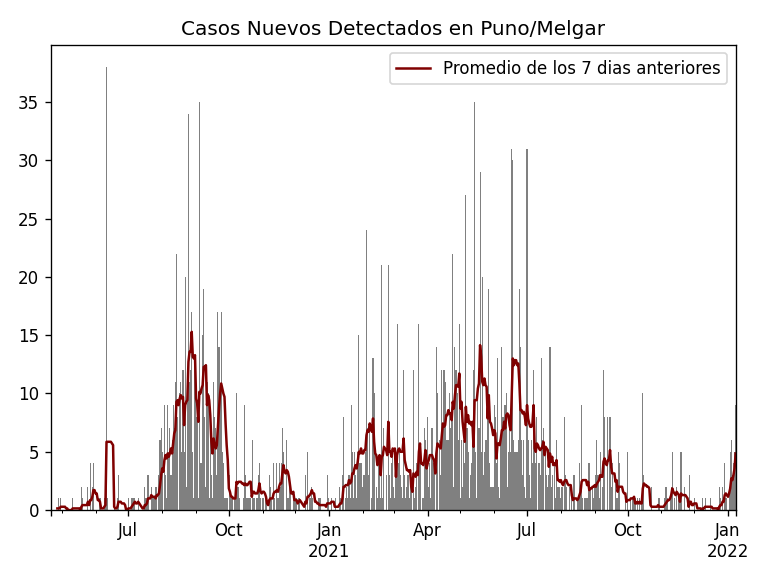 Casos Nuevos Detectados en Puno/Melgar
Promedio de los 7 dias anteriores
35
30
25
20
15
10
5
0
Jul
Oct
Jan
2021
Apr
Jul
Oct
Jan
2022